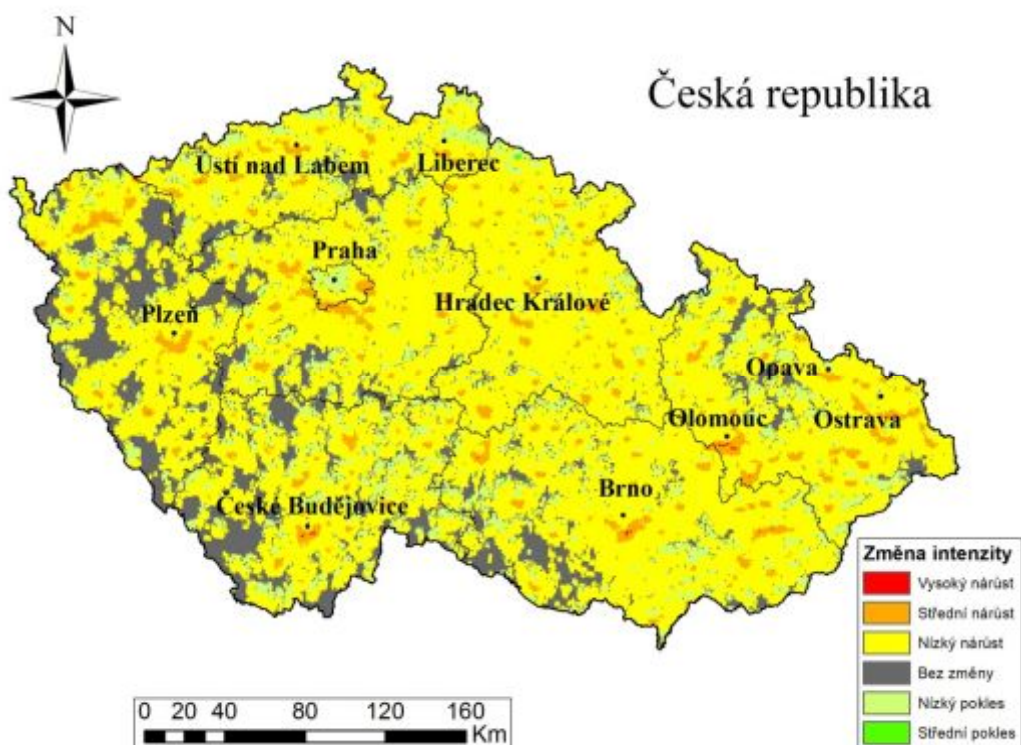 N
Česká republika
Ústí nad Labem
Liberec
Praha
Hradec Králové
Plzeň
Opava
Olomouc
Ostrava
Brno
České Budějovice
Změna intenzity
Vysoký nárůst
Střední nárůst
Nízký nárůst
Bez změny
Nízký pokles
Střední pokles
0 20 40 80 120 160
Km